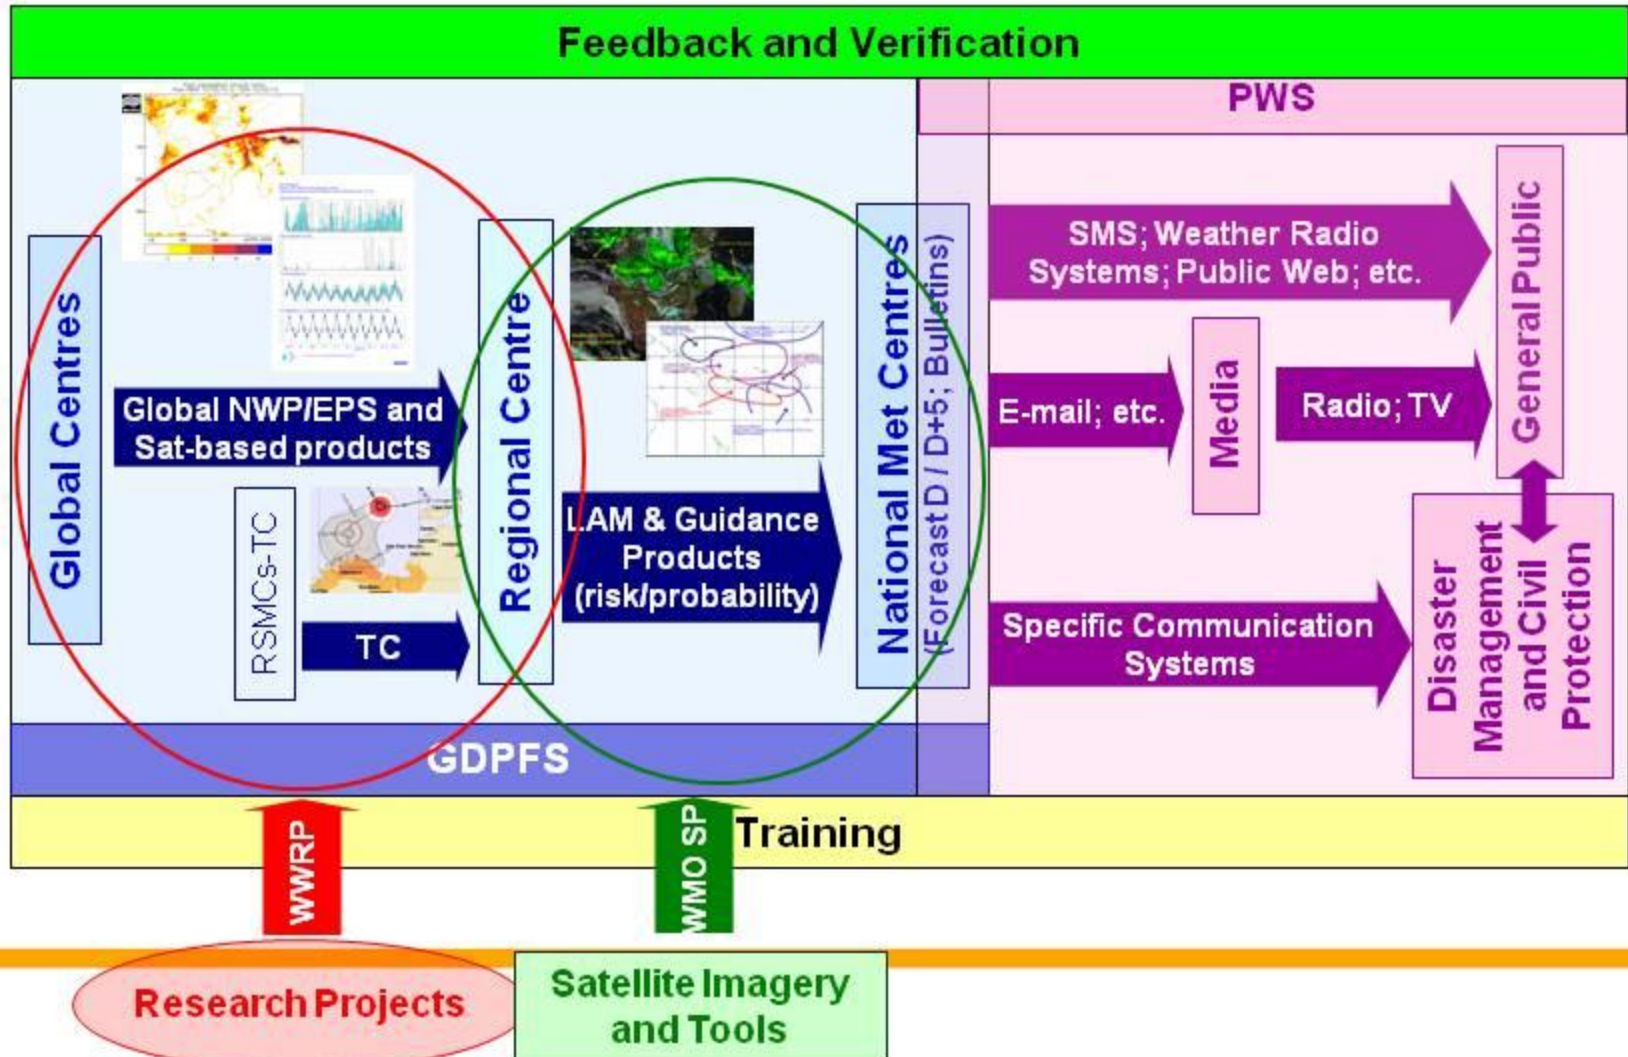 Feedback and Verification
PWS
Global Centres
Global NWP/EPS and
Sat-based products
RSMCs-TC
TC
Regional Centre
LAM & Guidance
Products
(risk/probability)
National Met Centres
(Forecast D / D+5; Bulletins)
SMS; Weather Radio
Systems; Public Web; etc.
E-mail; etc.
Media
Radio; TV
General Public
Specific Communication
Systems
Disaster
Management
and Civil
Protection
GDPFS
Training
WWRP
WMO SP
Research Projects
Satellite Imagery
and Tools